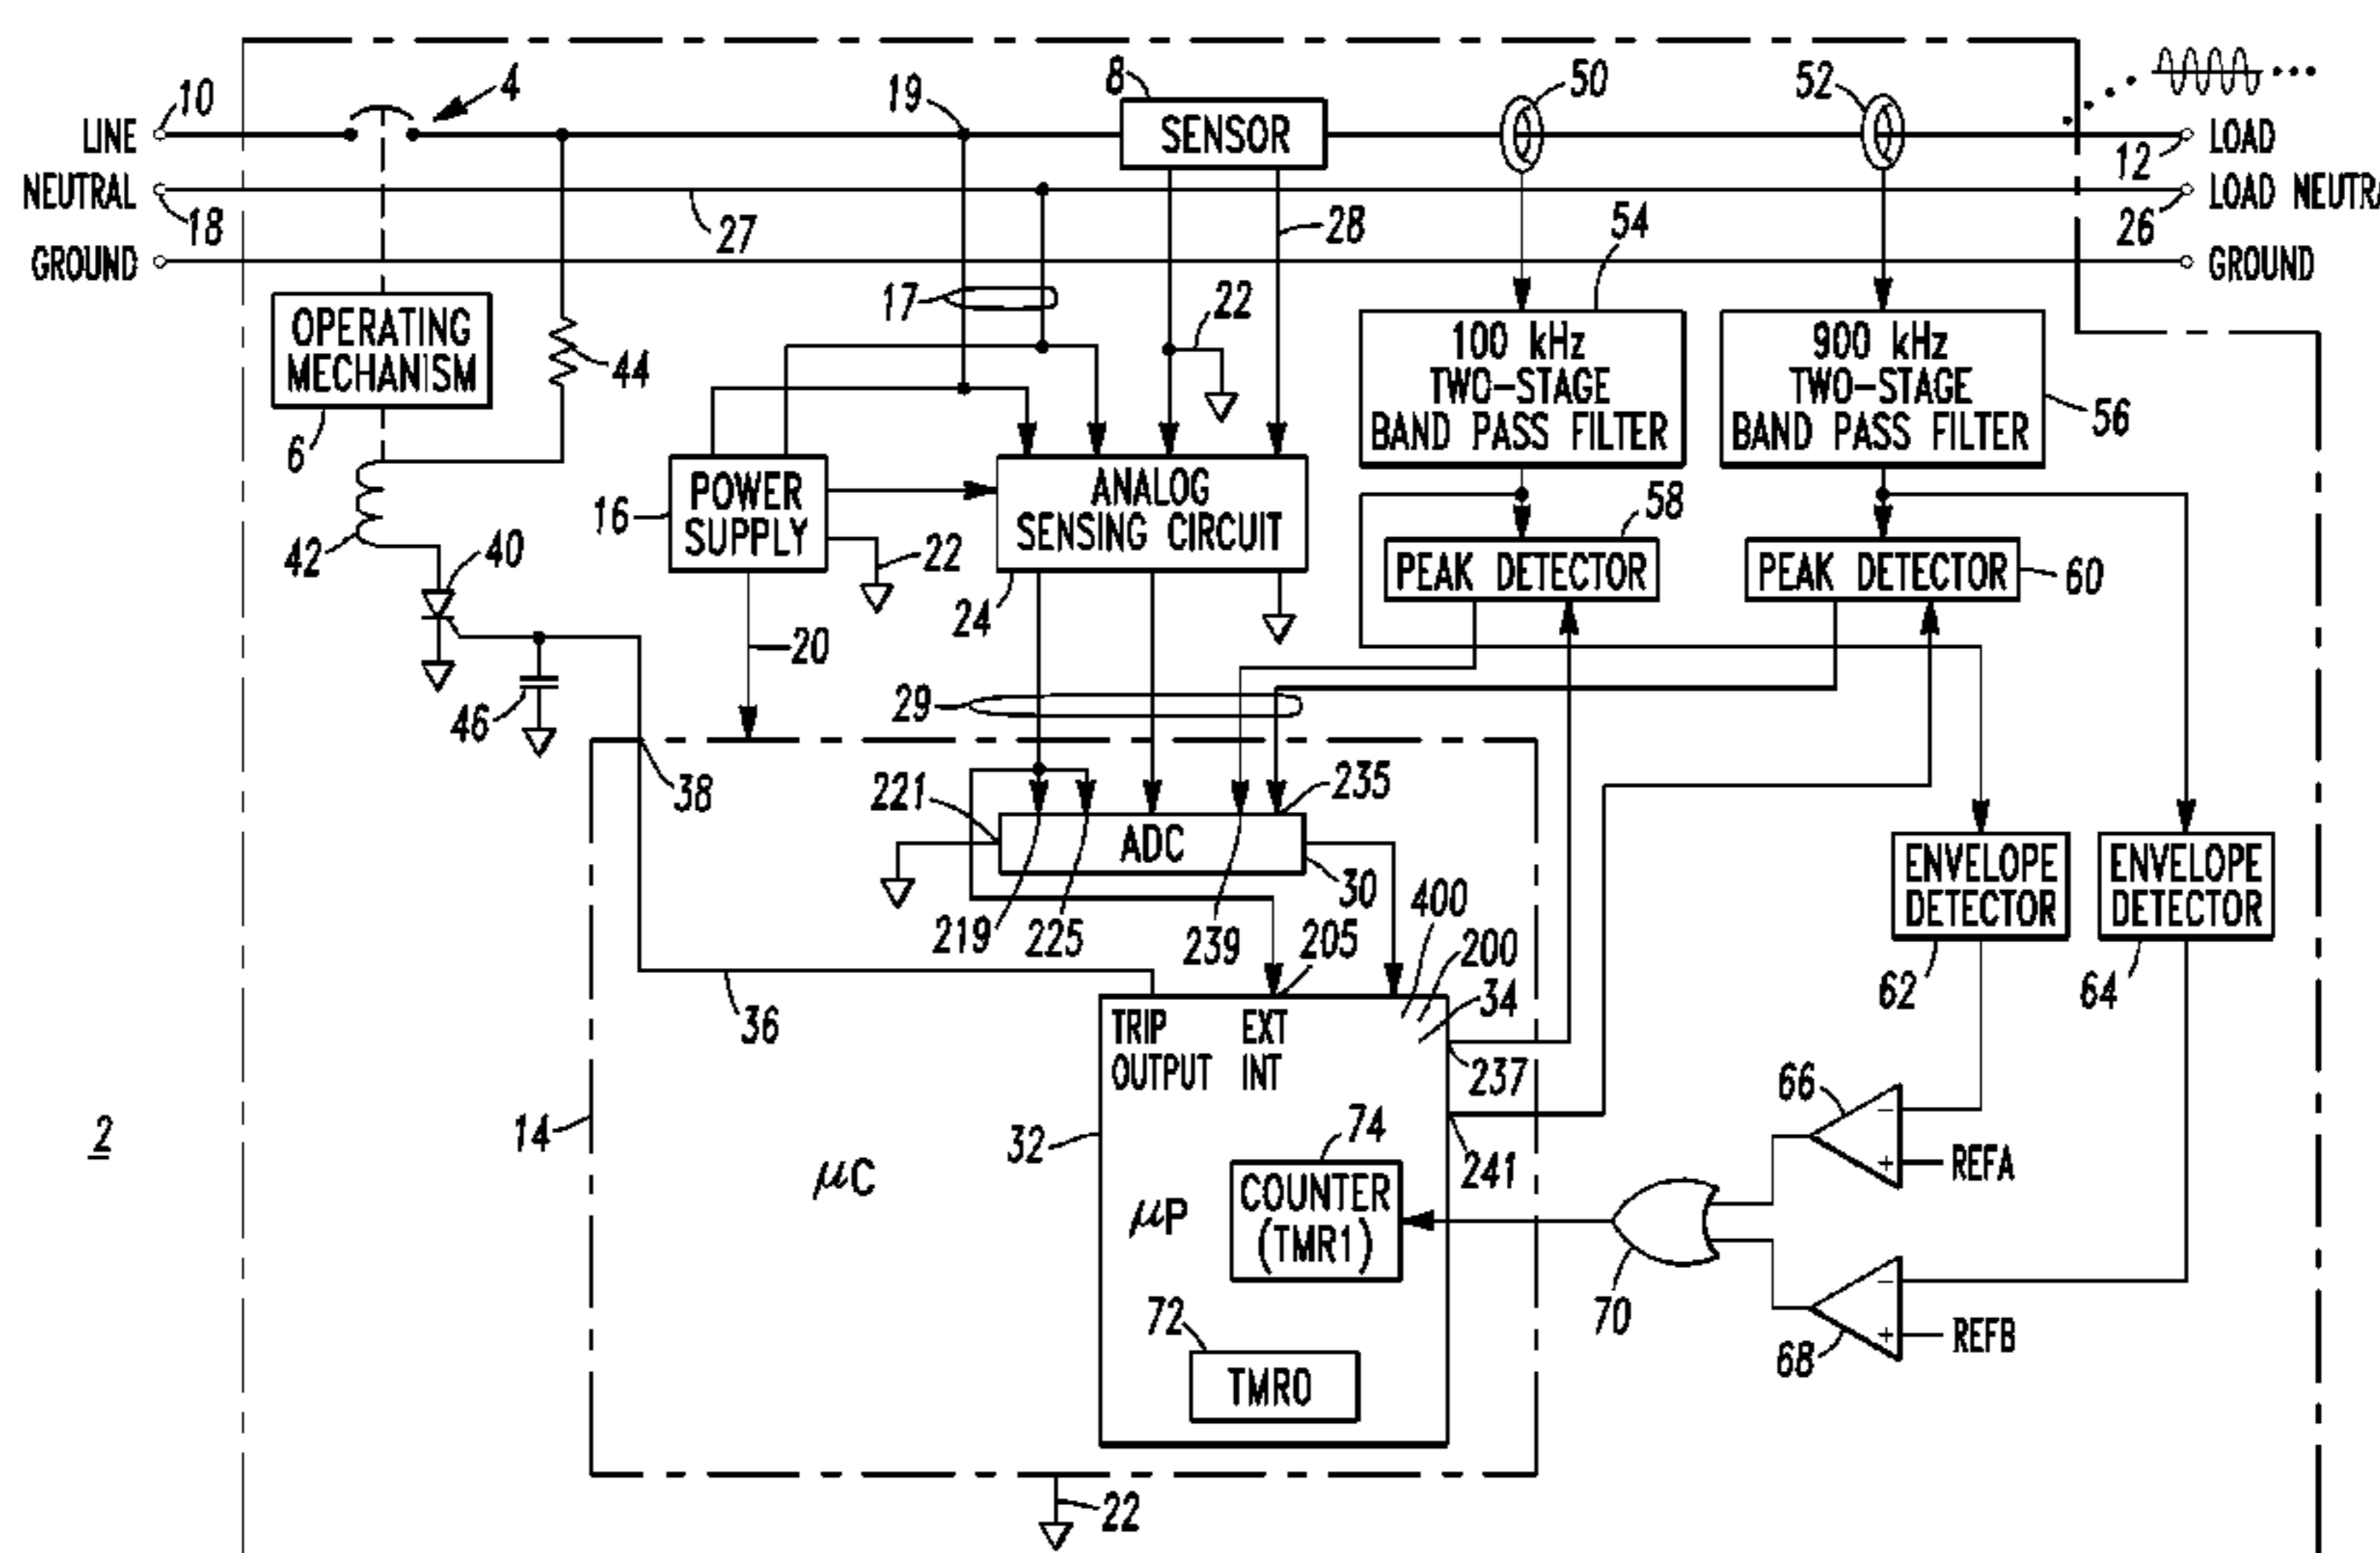 10
4
19
8
50
52
LINE
SENSOR
LOAD
12
NEUTRAL
18
27
28
54
LOAD NEUTRA
26
GROUND
GROUND
17
22
OPERATING
MECHANISM
44
100 kHz
TWO-STAGE
BAND PASS FILTER
900 kHz
TWO-STAGE
BAND PASS FILTER
56
6
16
POWER
SUPPLY
ANALOG
SENSING CIRCUIT
58
42
40
22
PEAK DETECTOR
PEAK DETECTOR
60
24
20
46
29
38
221
235
ADC
30
ENVELOPE
DETECTOR
ENVELOPE
DETECTOR
400
219
225
239
205
200
62
64
36
34
TRIP
OUTPUT
EXT
INT
237
66
2
14
32
74
241
REFA
μC
μP
COUNTER
(TMR1)
70
72
68
REFB
TMR0
22